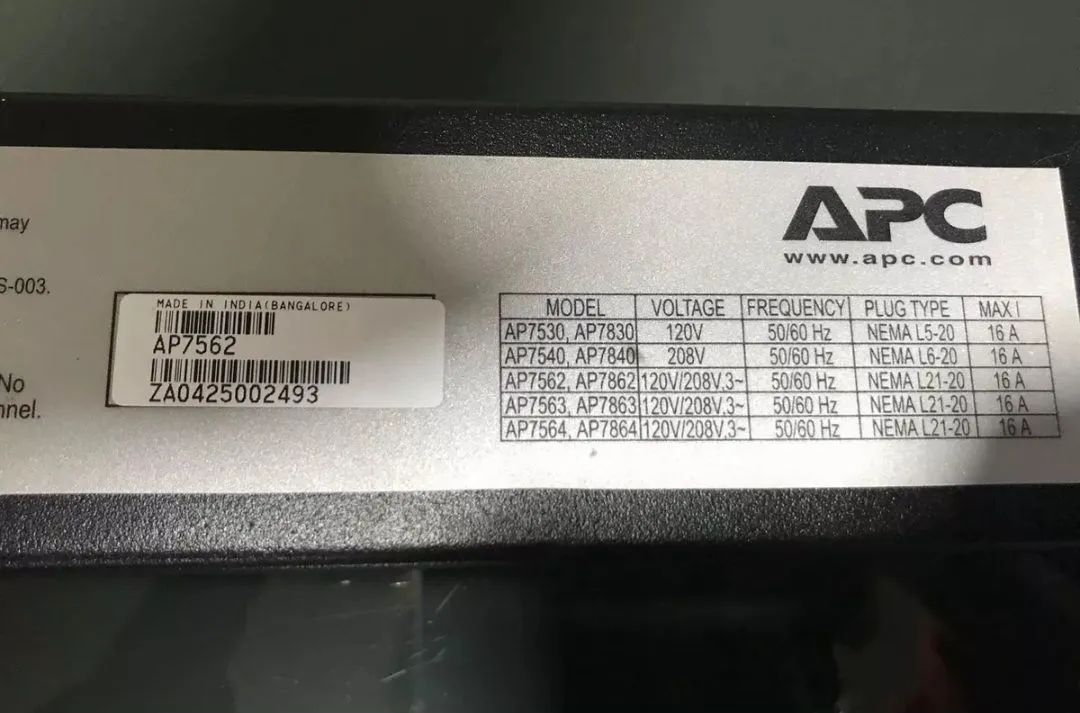 may
S-003.
No
nnel.
MADE IN INDIA(BANGALORE)
AP7562
ZA0425002493
APC
www.apc.com
MODEL VOLTAGE FREQUENCY PLUG TYPE MAX I
AP7530, AP7830 120V 50/60 Hz NEMA L5-20 16 A
AP7540, AP7840 208V 50/60 Hz NEMA L6-20 16 A
AP7562, AP7862 120V/208V,3~ 50/60 Hz NEMA L21-20 16 A
AP7563, AP7863 120V/208V,3~ 50/60 Hz NEMA L21-20 16 A
AP7564, AP7864 120V/208V,3~ 50/60 Hz NEMA L21-20 16 A